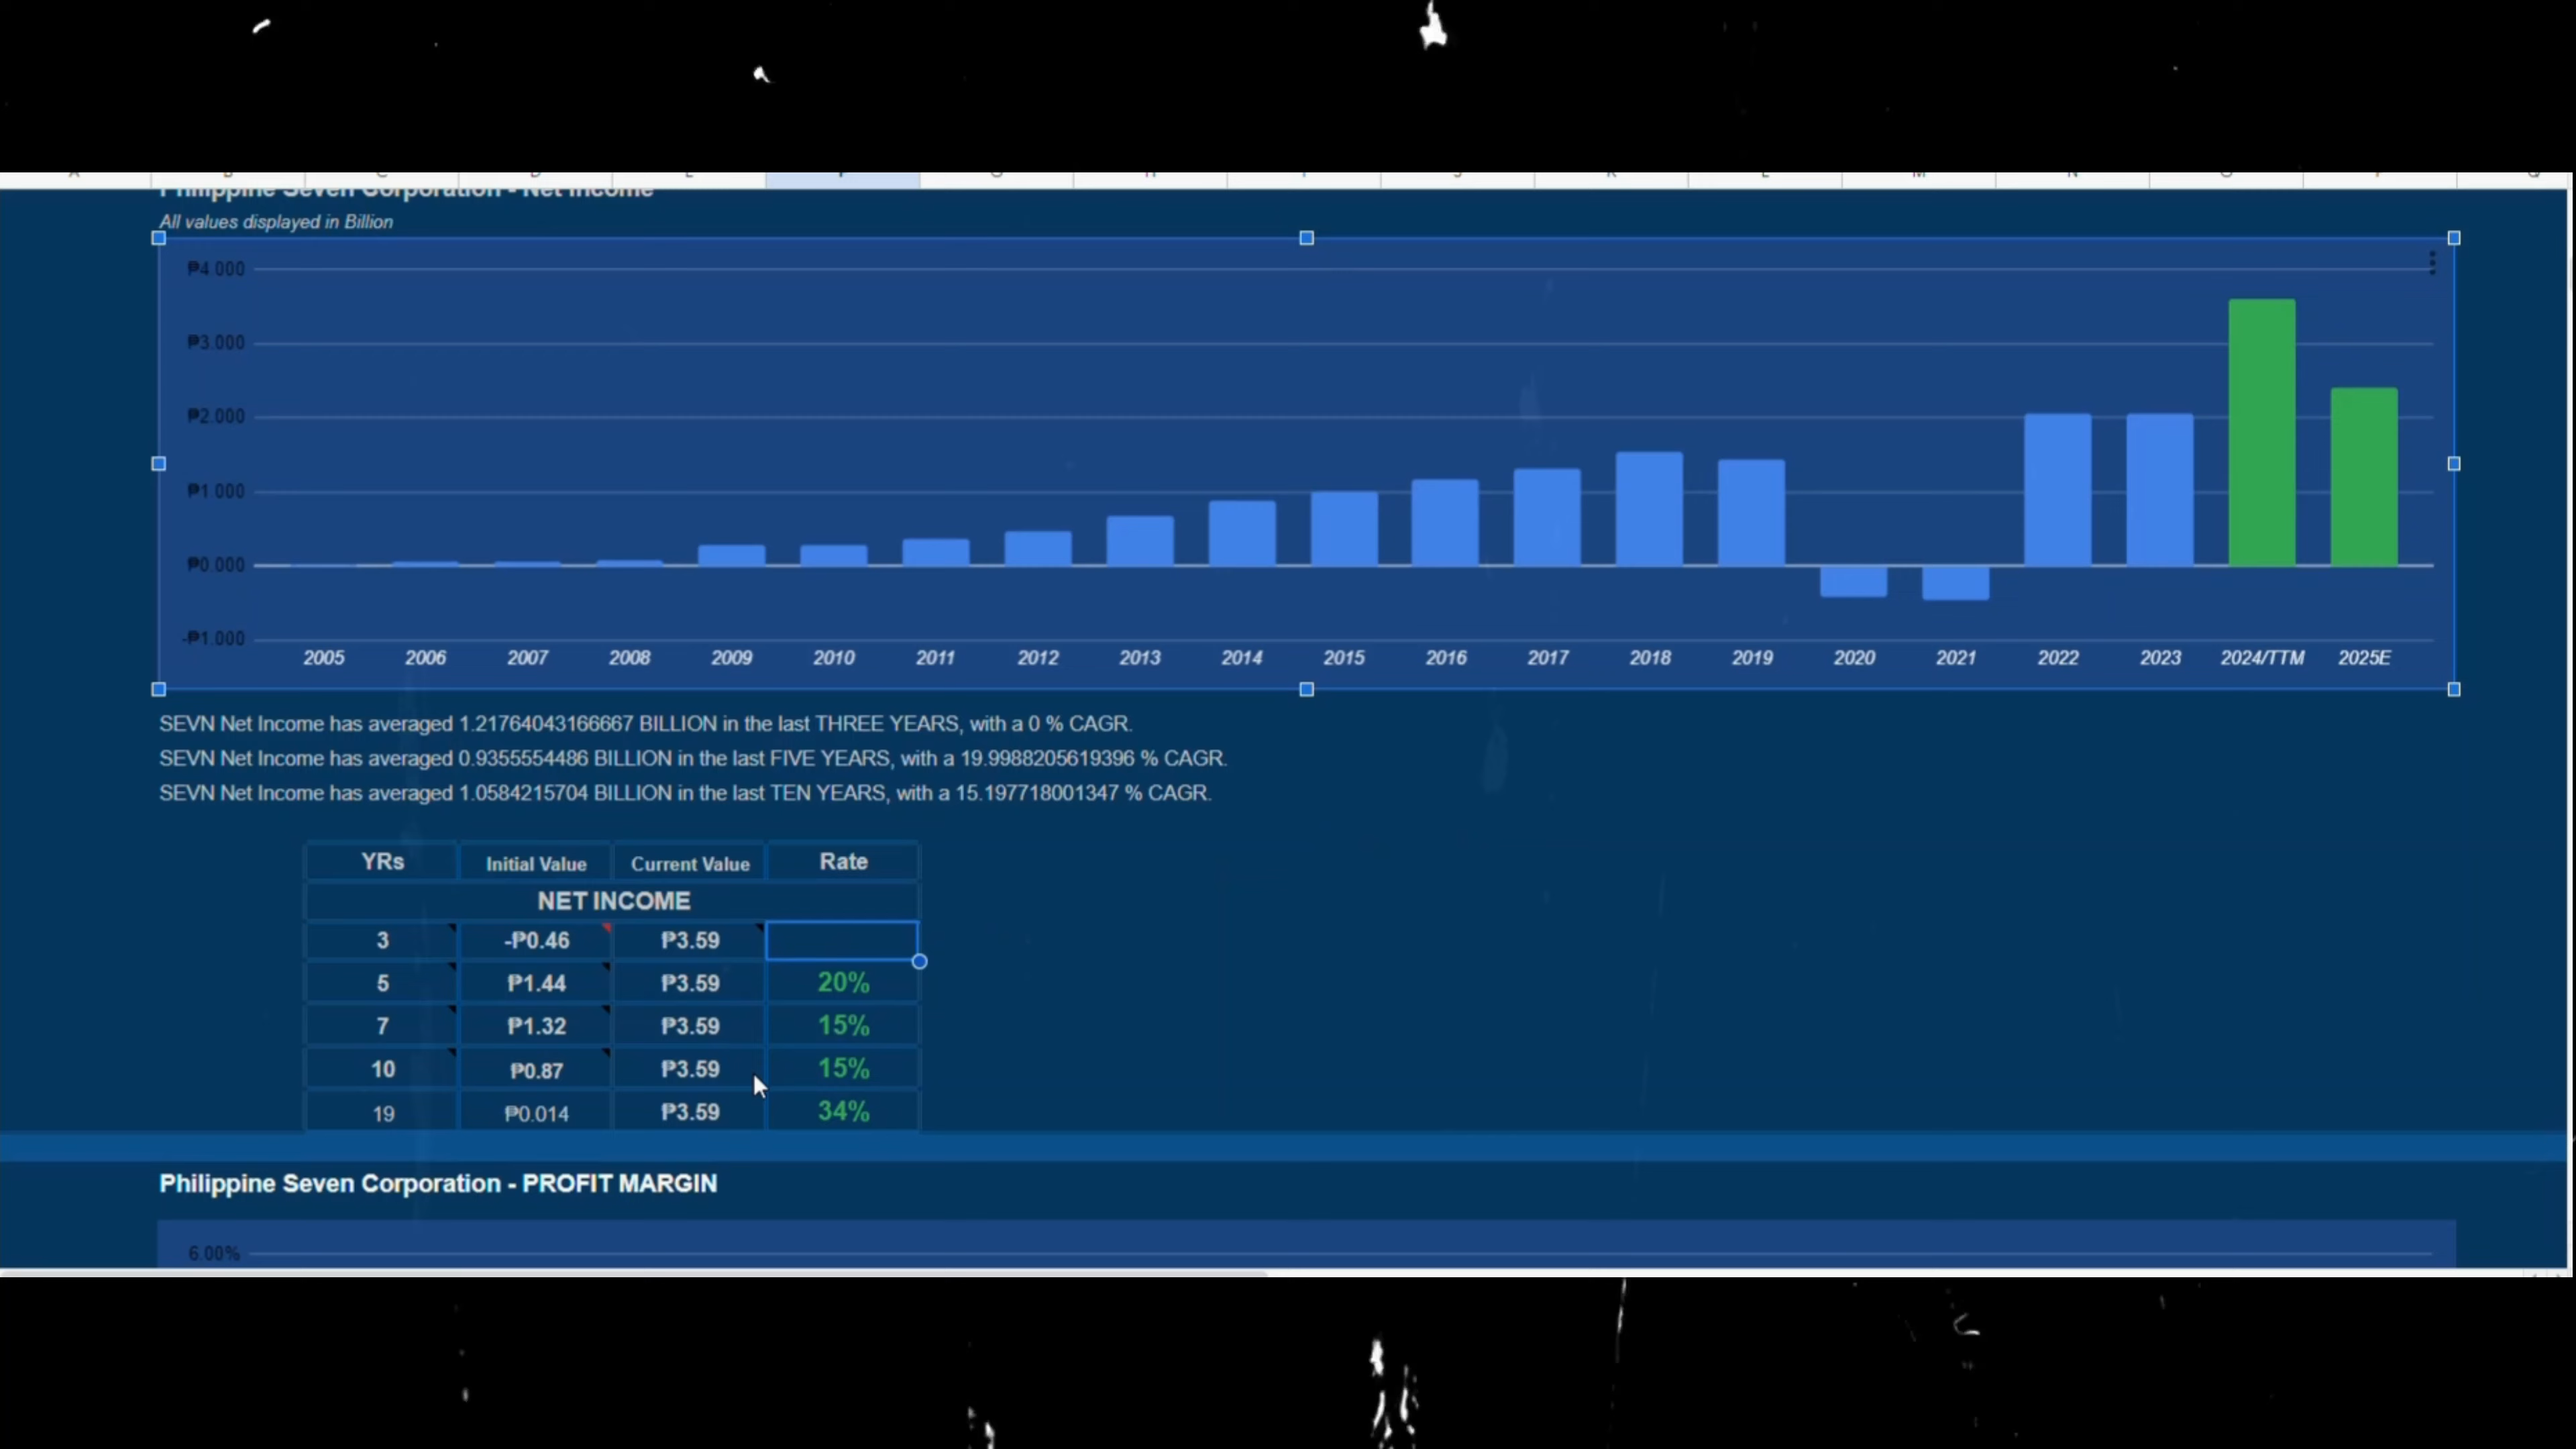 Philippine Seven Corporation - Net Income
All values displayed in Billion
₱4.000
₱3.000
₱2.000
₱1.000
₱0.000
-₱1.000
2005 2006 2007 2008 2009 2010 2011 2012 2013 2014 2015 2016 2017 2018 2019 2020 2021 2022 2023 2024/TTM 2025E
SEVN Net Income has averaged 1.21764043166667 BILLION in the last THREE YEARS, with a 0 % CAGR.
SEVN Net Income has averaged 0.9355554486 BILLION in the last FIVE YEARS, with a 19.9988205619396 % CAGR.
SEVN Net Income has averaged 1.0584215704 BILLION in the last TEN YEARS, with a 15.197718001347 % CAGR.
YRs Initial Value Current Value Rate
NET INCOME
3 -₱0.46 ₱3.59
5 ₱1.44 ₱3.59 20%
7 ₱1.32 ₱3.59 15%
10 ₱0.87 ₱3.59 15%
19 ₱0.014 ₱3.59 34%
Philippine Seven Corporation - PROFIT MARGIN
6.00%